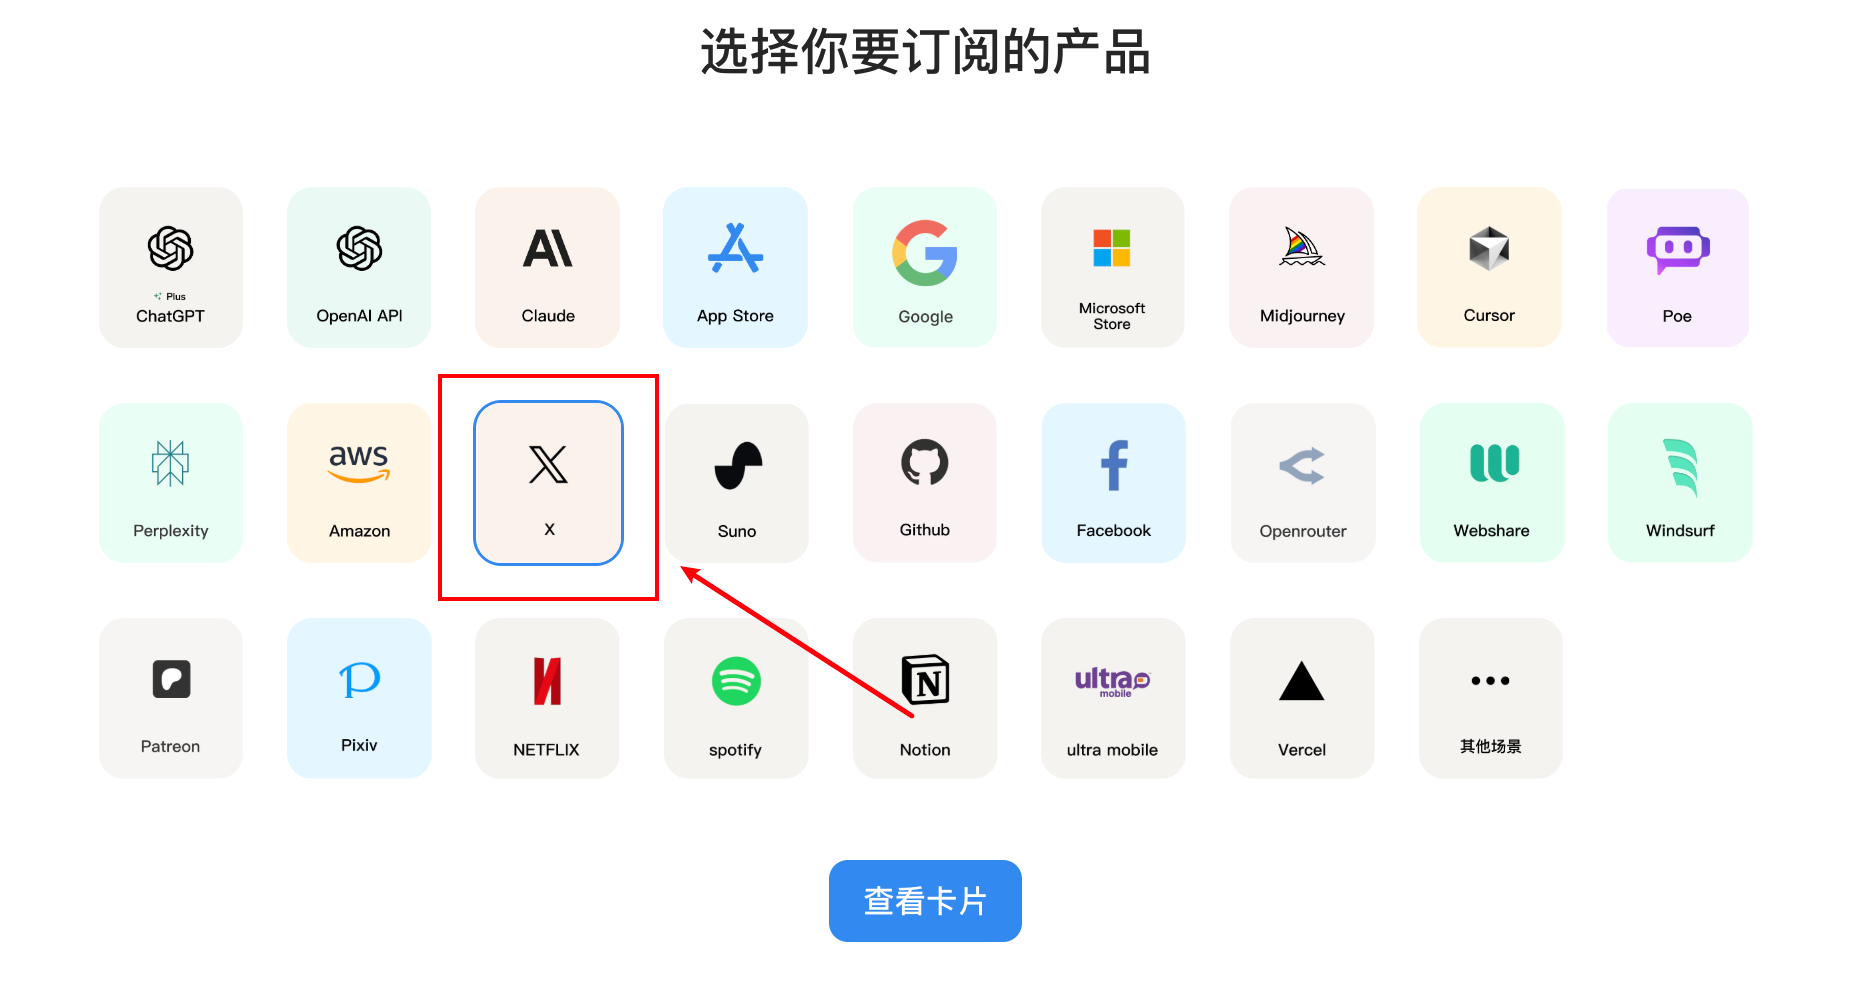 选择你要订阅的产品
Plus
ChatGPT
OpenAI API
Claude
App Store
Google
Microsoft
Store
Midjourney
Cursor
Poe
Perplexity
aws
Amazon
X
Suno
Github
Facebook
Openrouter
Webshare
Windsurf
Patreon
Pixiv
NETFLIX
spotify
Notion
ultra
mobile
ultra mobile
Vercel
其他场景
查看卡片